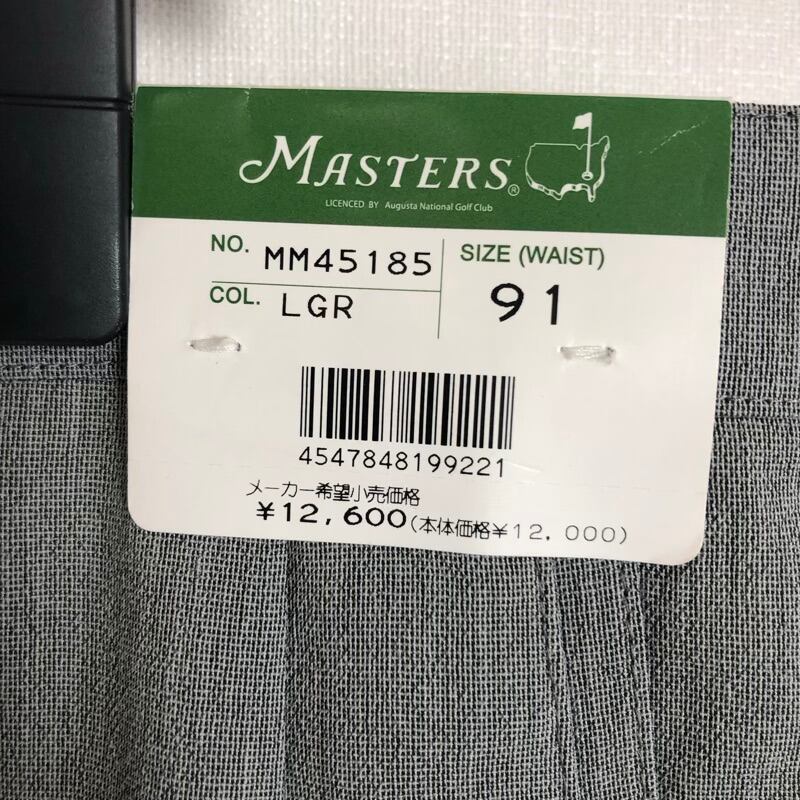 MASTERS®
LICENCED BY Augusta National Golf Club
NO. MM45185
COL. LGR
SIZE (WAIST)
91
4547848199221
メーカー希望小売価格
¥12,600(本体価格¥12,000)